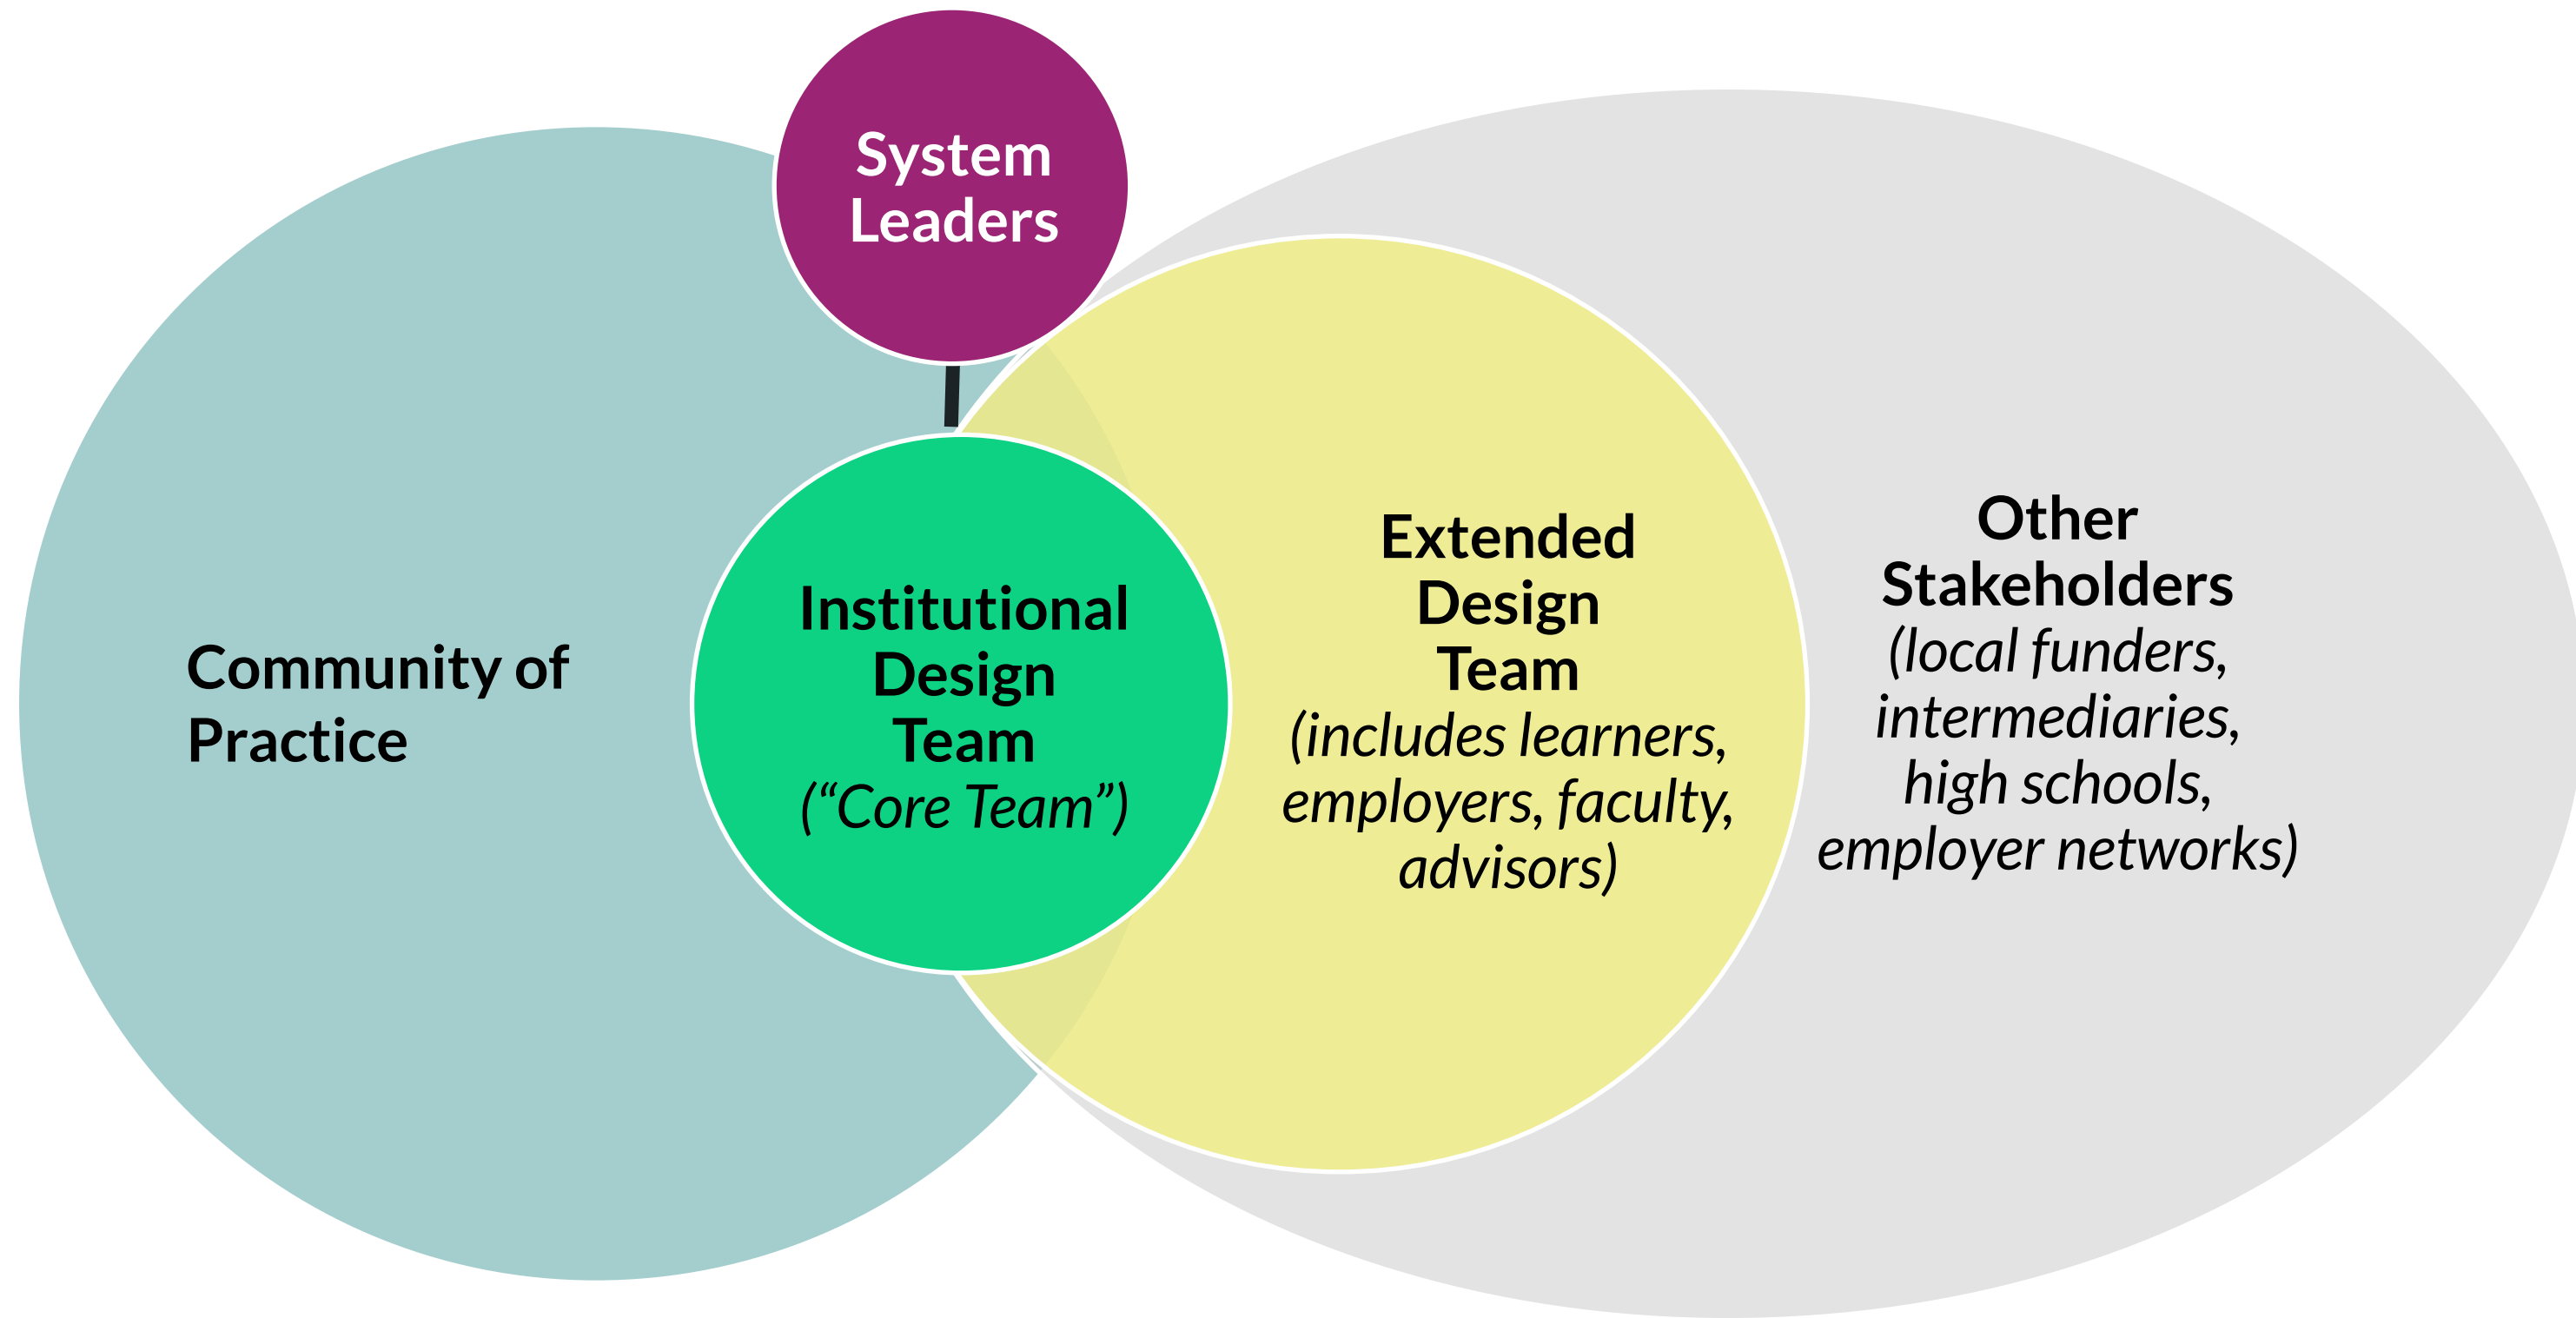 System
Leaders
Community of
Practice
Institutional
Design
Team
(“Core Team”)
Extended
Design
Team
(includes learners,
employers, faculty,
advisors)
Other
Stakeholders
(local funders,
intermediaries,
high schools,
employer networks)